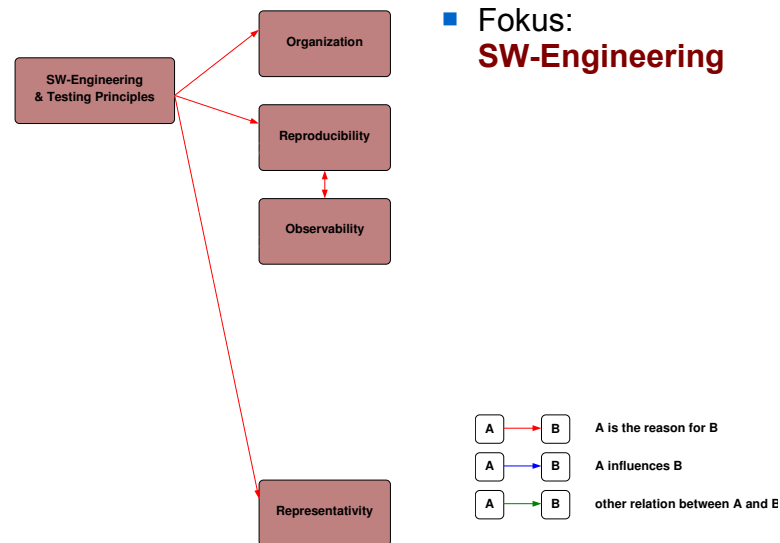 Fokus:
SW-Engineering
Organization
SW-Engineering
& Testing Principles
Reproducibility
Observability
Representativity
A B A is the reason for B
A B A influences B
A B other relation between A and B